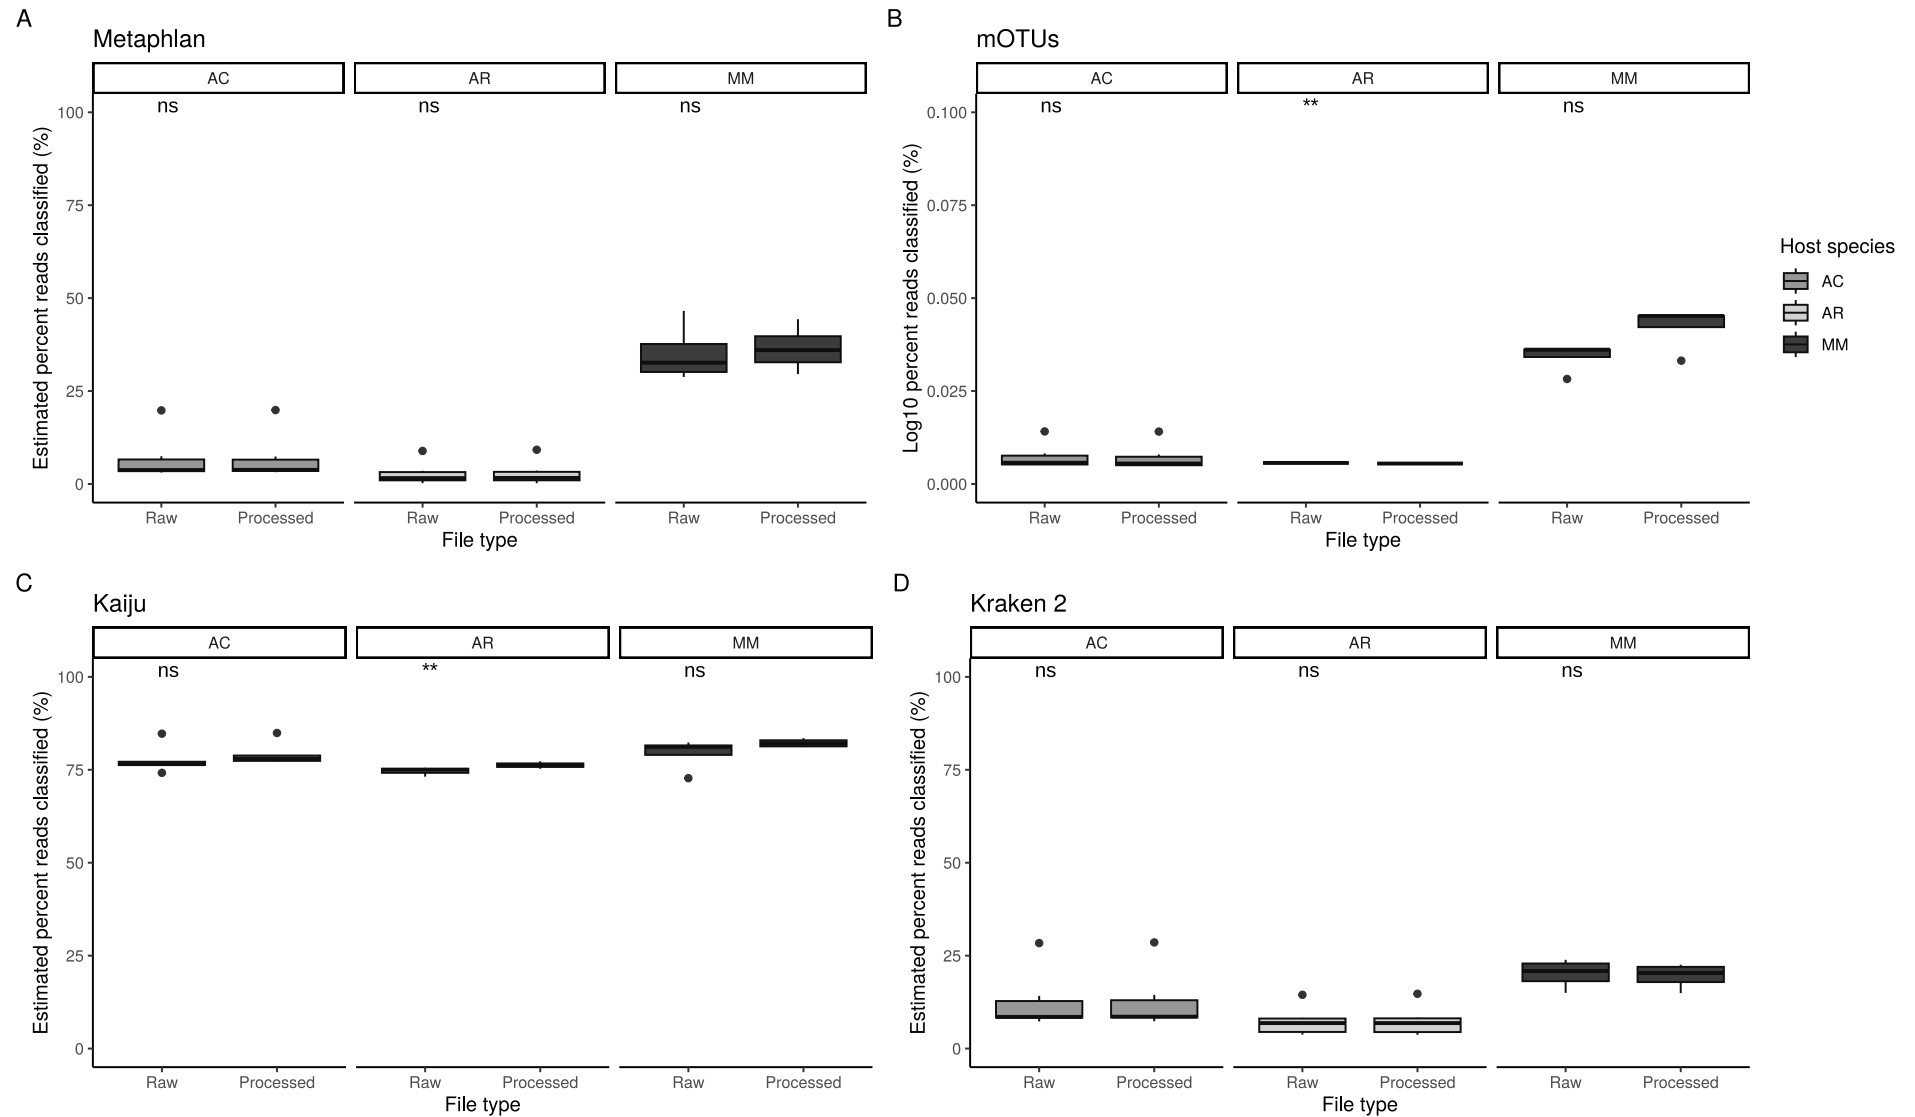 A
Metaphlan
AC AR MM
ns ns ns
100
75
50
25
0
Estimated percent reads classified (%)
Raw Processed Raw Processed Raw Processed
File type
B
mOTUs
AC AR MM
ns ** ns
0.100
0.075
0.050
0.025
0.000
Log10 percent reads classified (%)
Raw Processed Raw Processed Raw Processed
File type
Host species
AC
AR
MM
C
Kaiju
AC AR MM
ns ** ns
100
75
50
25
0
Estimated percent reads classified (%)
Raw Processed Raw Processed Raw Processed
File type
D
Kraken 2
AC AR MM
ns ns ns
100
75
50
25
0
Estimated percent reads classified (%)
Raw Processed Raw Processed Raw Processed
File type